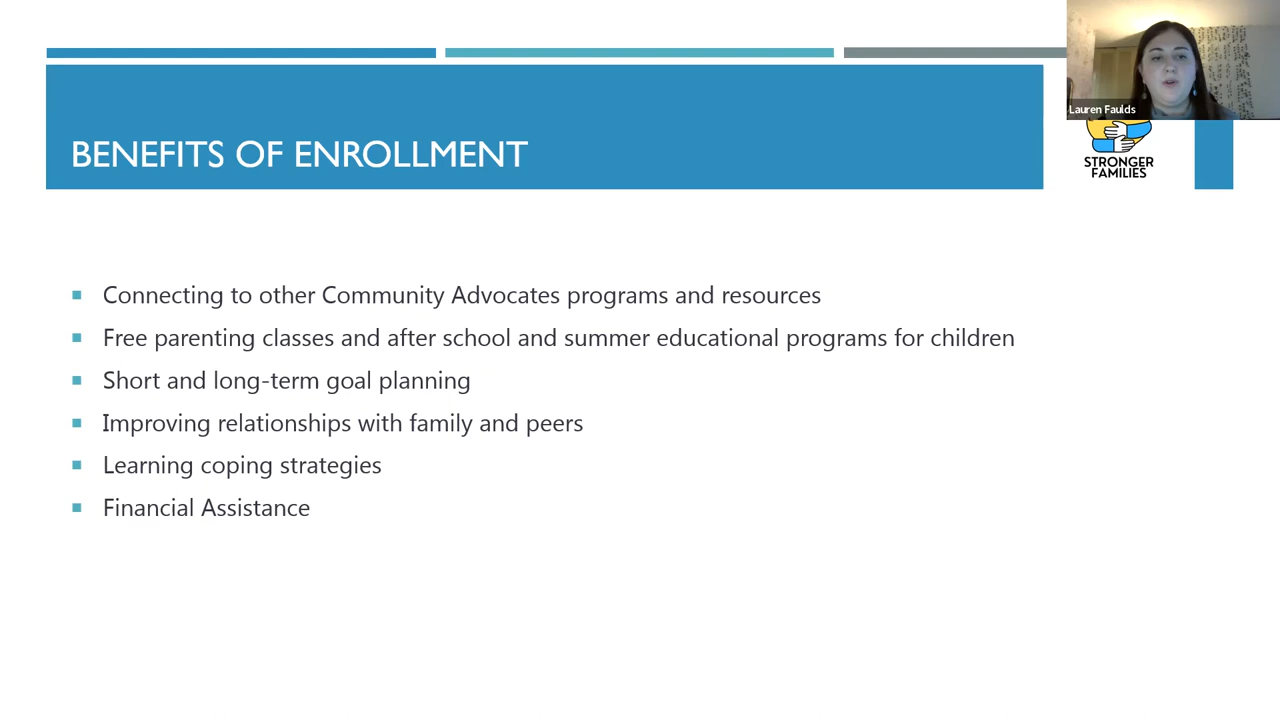 Lauren Faulds
BENEFITS OF ENROLLMENT
STRONGER
FAMILIES
Connecting to other Community Advocates programs and resources
Free parenting classes and after school and summer educational programs for children
Short and long-term goal planning
Improving relationships with family and peers
Learning coping strategies
Financial Assistance